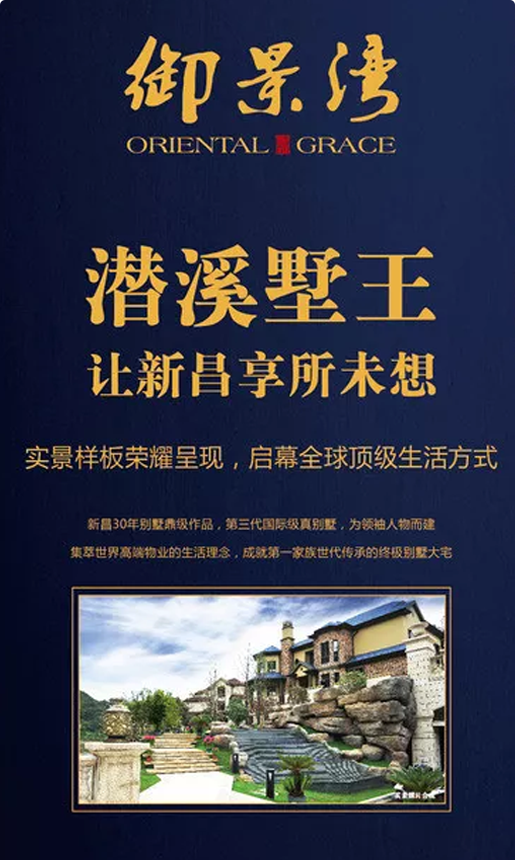 御景湾
ORIENTAL GRACE
潜溪墅王
让新昌享所未想
实景样板荣耀呈现，启幕全球顶级生活方式
新昌30年别墅鼎级作品，第三代国际级真别墅，为领袖人物而建
集萃世界高端物业的生活理念，成就第一家族世代传承的终极别墅大宅